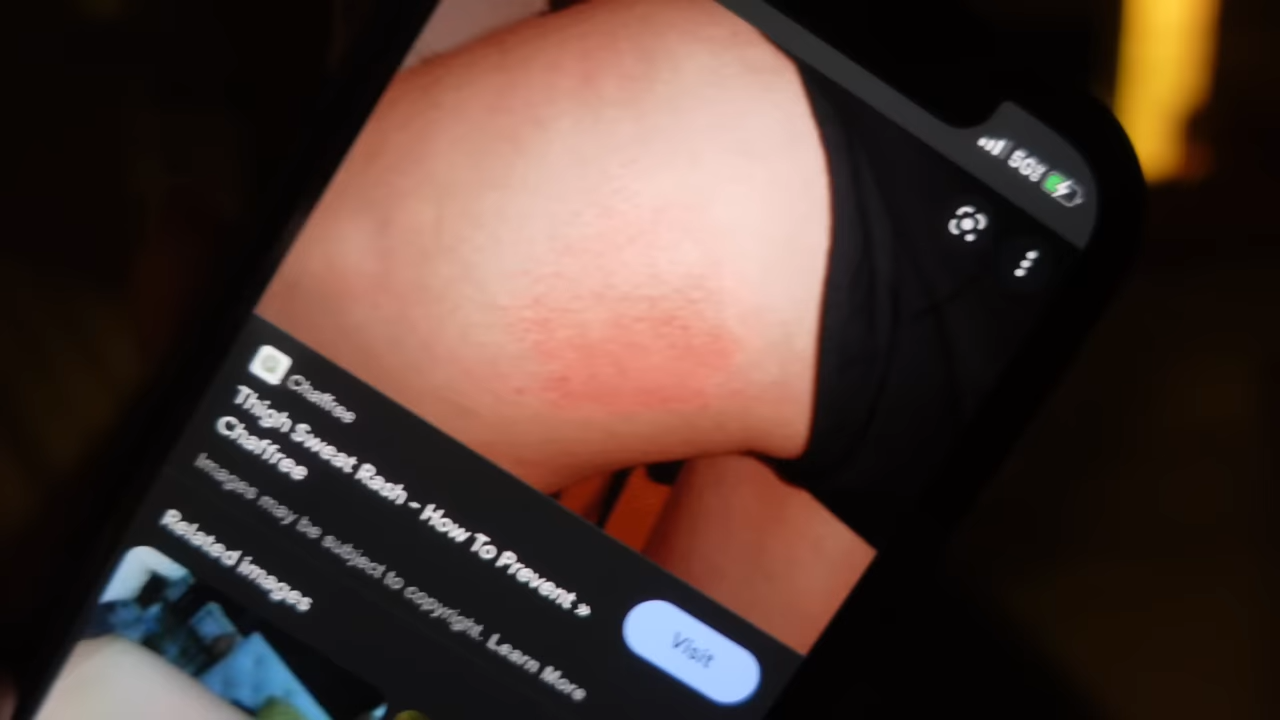 5G
Chaffree
Thigh Sweat Rash - How To Prevent »
Chaffree
Images may be subject to copyright. Learn More
Visit
Related images